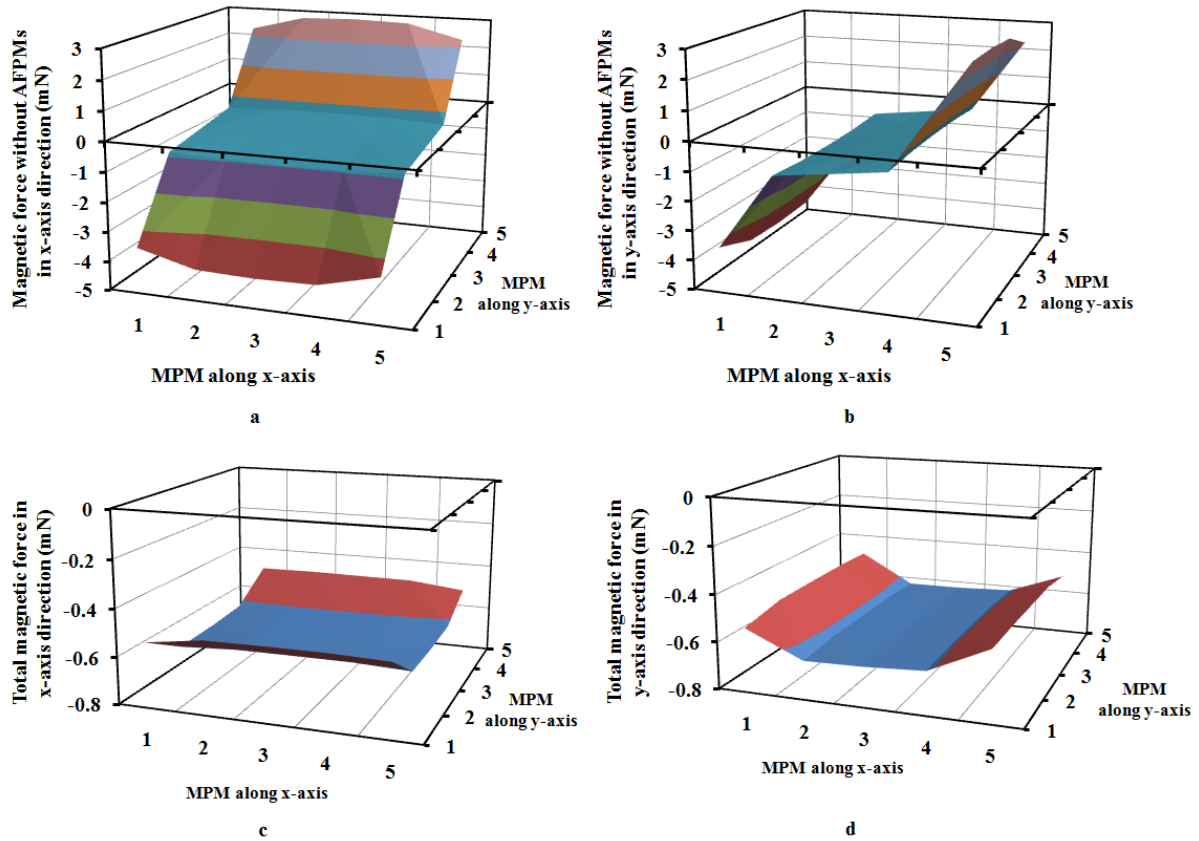 Magnetic force without AFPMs
in x-axis direction (mN)
3
2
1
0
-1
-2
-3
-4
-5
1
2
3
4
5
MPM along x-axis
5
4
3
2
1
MPM
along y-axis
a
Magnetic force without AFPMs
in y-axis direction (mN)
3
2
1
0
-1
-2
-3
-4
-5
1
2
3
4
5
MPM along x-axis
5
4
3
2
1
MPM
along y-axis
b
Total magnetic force in
x-axis direction (mN)
0
-0.2
-0.4
-0.6
-0.8
1
2
3
4
5
MPM along x-axis
5
4
3
2
1
MPM
along y-axis
c
Total magnetic force in
y-axis direction (mN)
0
-0.2
-0.4
-0.6
-0.8
1
2
3
4
5
MPM along x-axis
5
4
3
2
1
MPM
along y-axis
d